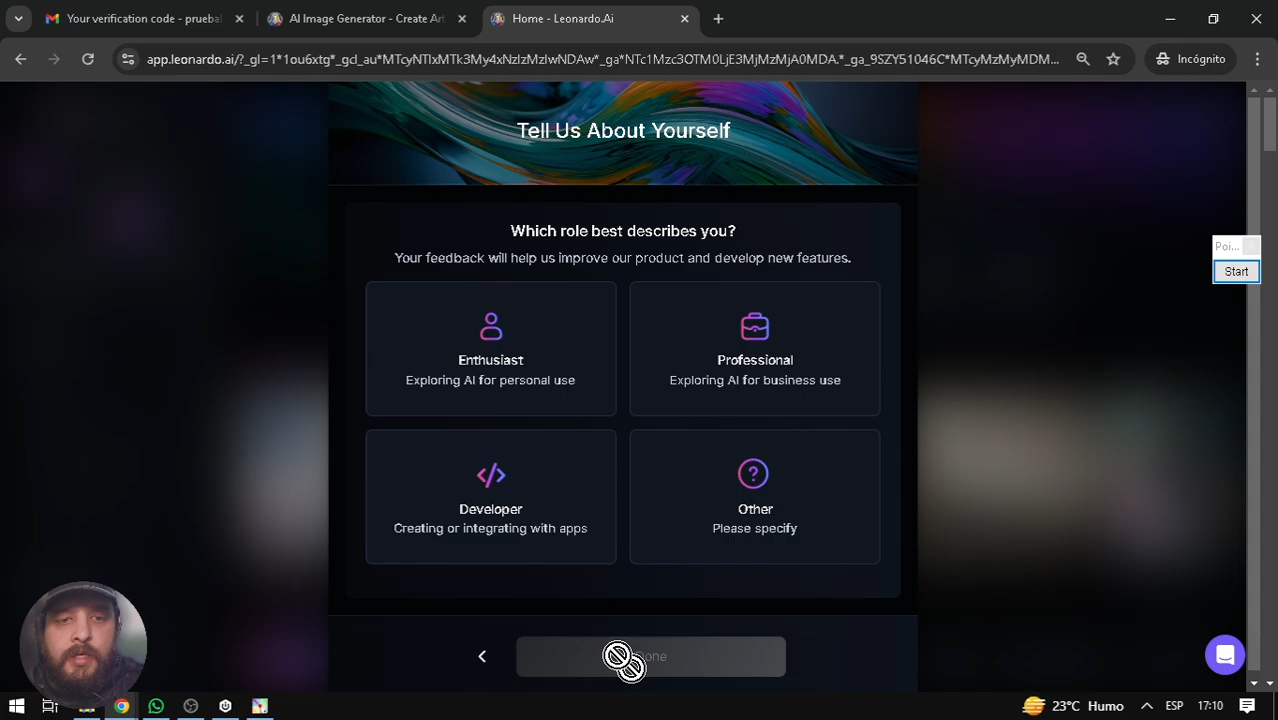 Your verification code - prueba
AI Image Generator - Create Art
Home - Leonardo.Ai
app.leonardo.ai/?_gl=1*1ou6xtg*_gcl_au*MTcyNTIxMTk3My4xNzIzMzIwNDAw*_ga*NTc1Mzc3OTM0LjE3MjMzMjA0MDA.*_ga_9SZY51046C*MTcyMzMyMDM...
Incógnito
Tell Us About Yourself
Which role best describes you?
Your feedback will help us improve our product and develop new features.
Poi...
Start
Enthusiast
Exploring AI for personal use
Professional
Exploring AI for business use
Developer
Creating or integrating with apps
Other
Please specify
Done
23°C Humo
ESP
17:10